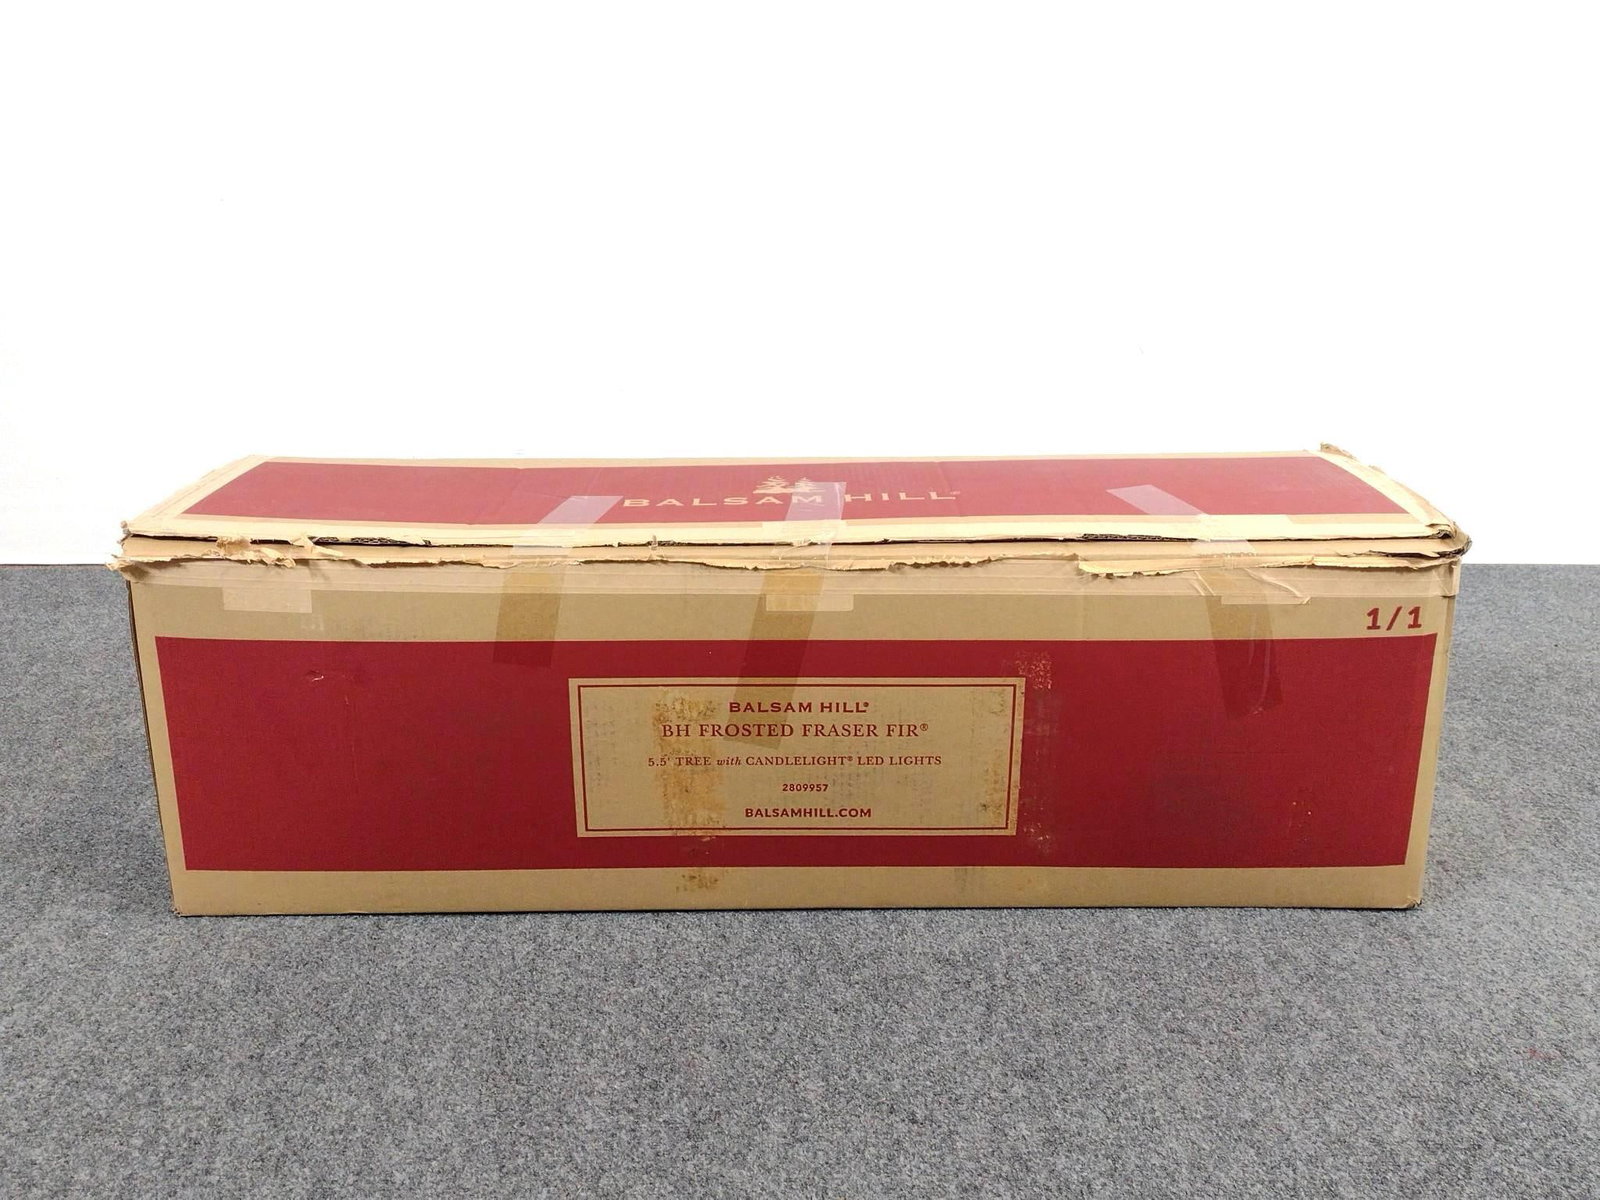 BALSAM HILL®
1/1
BALSAM HILL®
BH FROSTED FRASER FIR®
5.5' TREE with CANDLELIGHT® LED LIGHTS
2809957
BALSAMHILL.COM